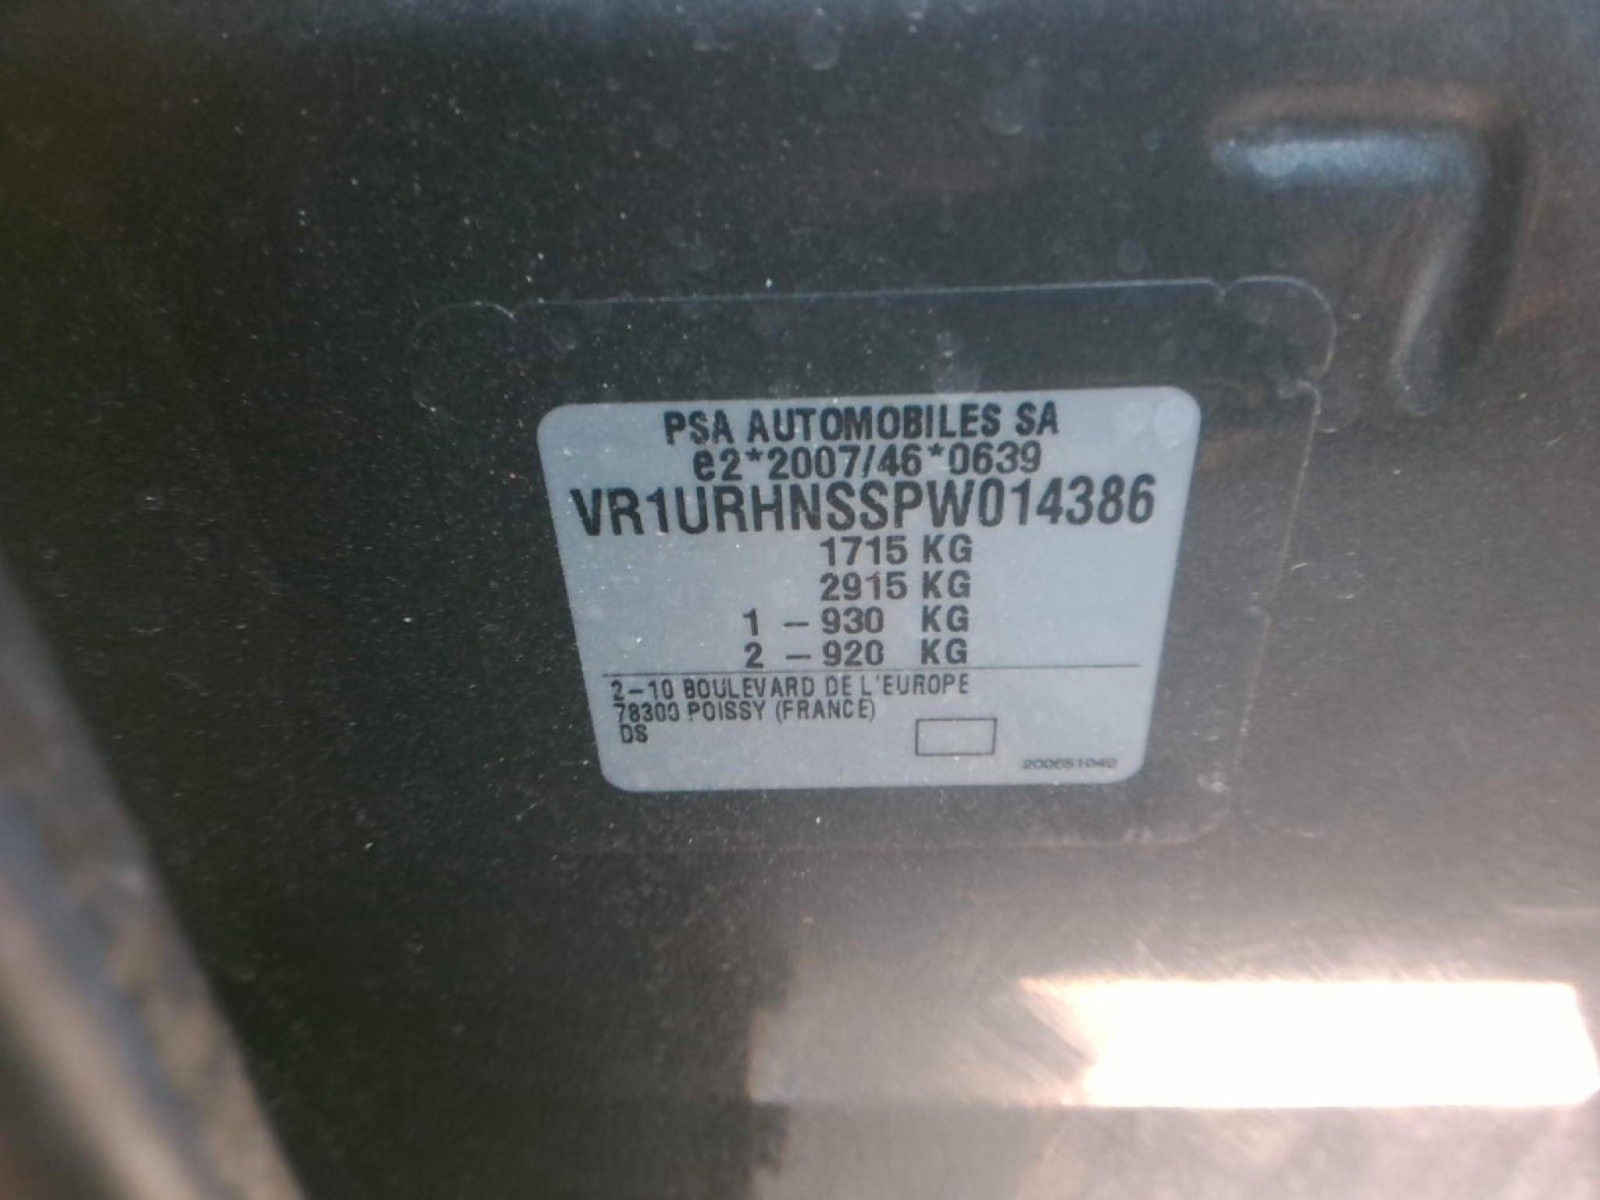 PSA AUTOMOBILES SA
e2*2007/46*0639
VR1URHNSSPW014386
1715 KG
2915 KG
1 - 930 KG
2 - 920 KG
2-10 BOULEVARD DE L'EUROPE
78300 POISSY (FRANCE)
DS